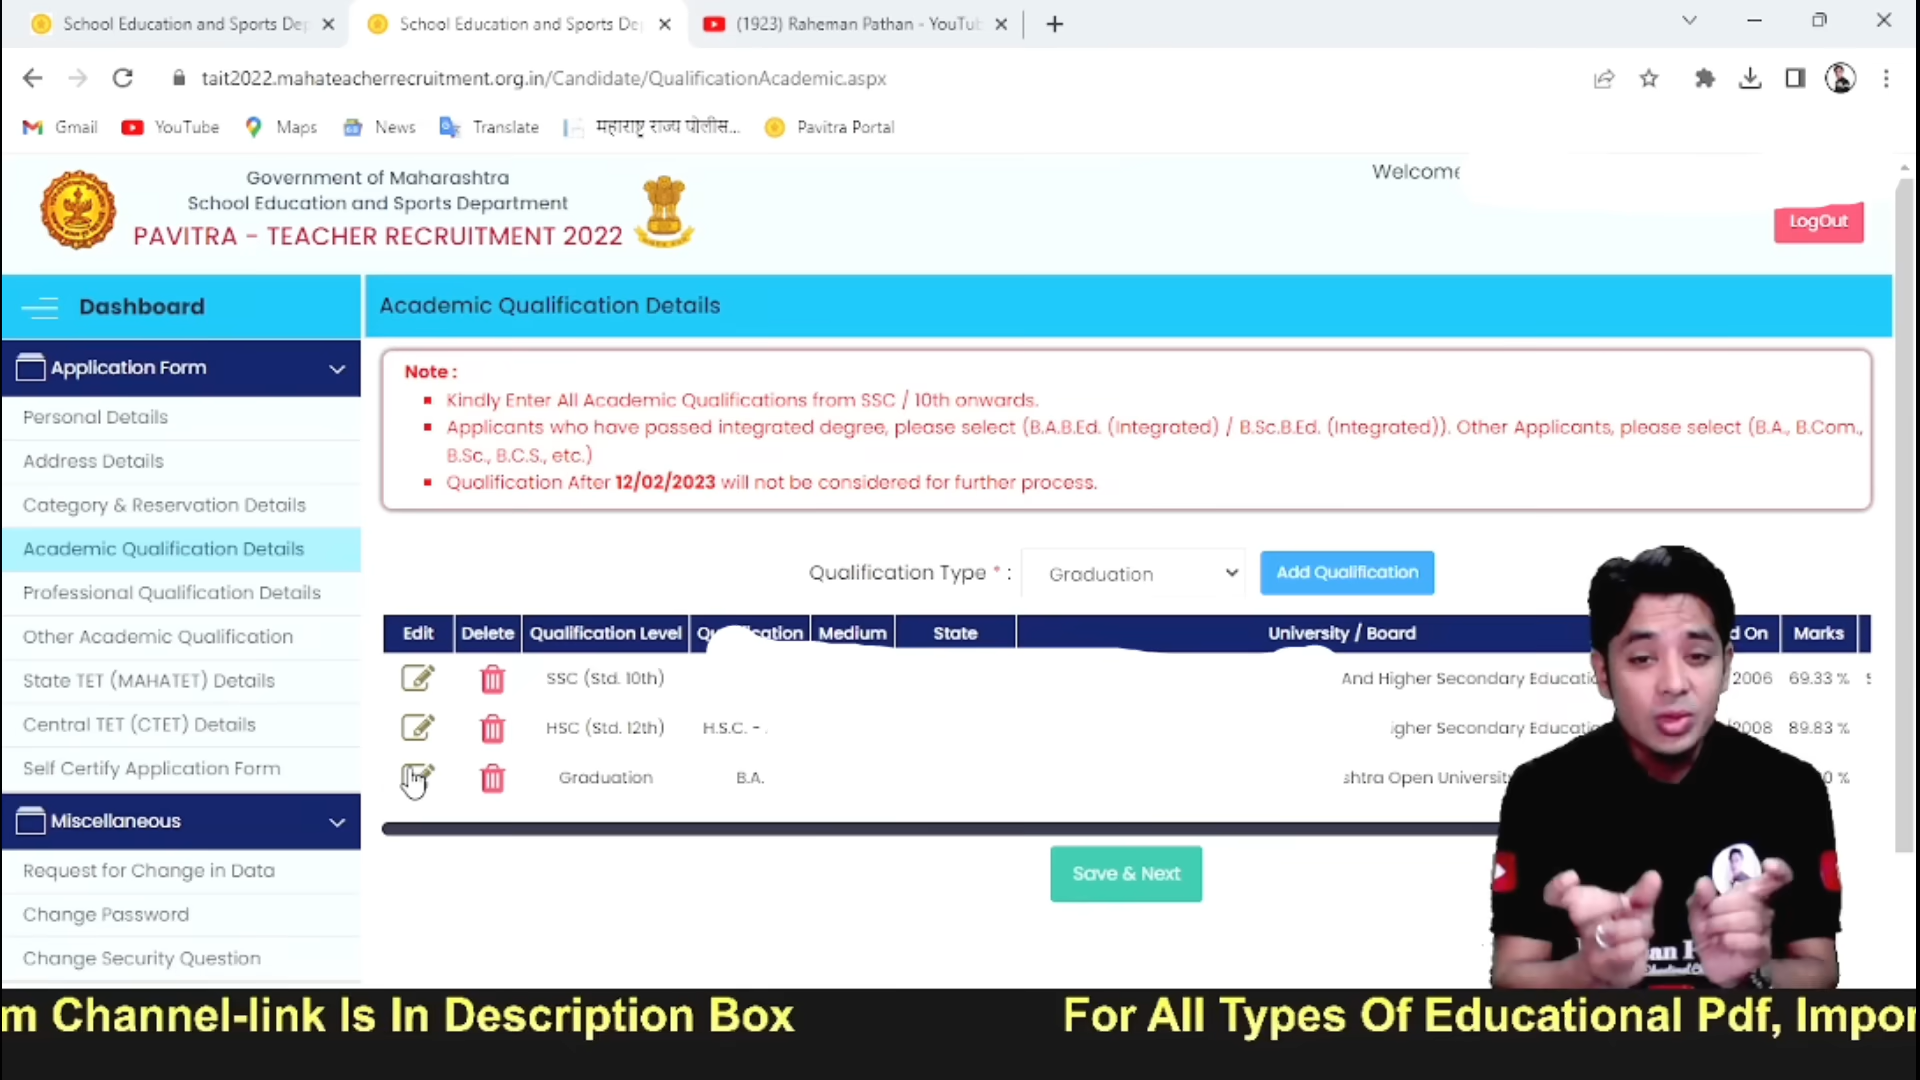 School Education and Sports De
School Education and Sports De
(1923) Raheman Pathan - YouTu
tait2022.mahateacherrecruitment.org.in/Candidate/QualificationAcademic.aspx
Gmail
YouTube
Maps
News
Translate
महाराष्ट्र राज्य पोलीस...
Pavitra Portal
Government of Maharashtra
School Education and Sports Department
PAVITRA - TEACHER RECRUITMENT 2022
Welcome
LogOut
Dashboard
Academic Qualification Details
Application Form
Personal Details
Address Details
Category & Reservation Details
Academic Qualification Details
Professional Qualification Details
Other Academic Qualification
State TET (MAHATET) Details
Central TET (CTET) Details
Self Certify Application Form
Miscellaneous
Request for Change in Data
Change Password
Change Security Question
Note :
Kindly Enter All Academic Qualifications from SSC / 10th onwards.
Applicants who have passed integrated degree, please select (B.A.B.Ed. (Integrated) / B.Sc.B.Ed. (Integrated)). Other Applicants, please select (B.A., B.Com.,
B.Sc., B.C.S., etc.)
Qualification After 12/02/2023 will not be considered for further process.
Qualification Type * : Graduation Add Qualification
Edit Delete Qualification Level Medium State University / Board d On Marks
SSC (Std. 10th) And Higher Secondary Educatio 2006 69.33 %
HSC (Std. 12th) H.S.C. - igher Secondary Educatio /2008 89.83 %
Graduation B.A. shtra Open Universit 0 %
Save & Next
m Channel-link Is In Description Box For All Types Of Educational Pdf, Impor